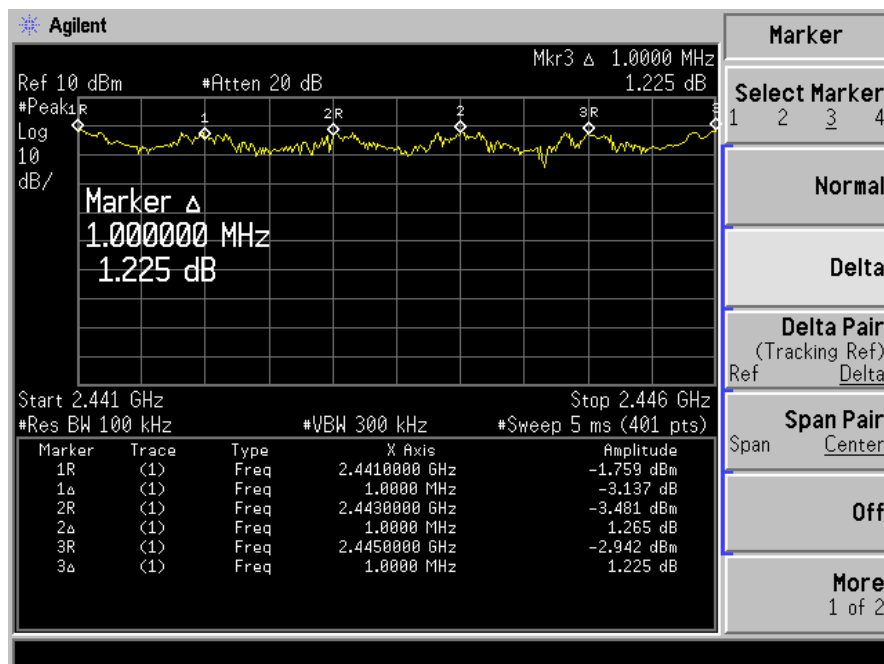 Agilent
Marker
Mkr3 Δ 1.0000 MHz
Ref 10 dBm #Atten 20 dB 1.225 dB
#Peak
Log
10
dB/
1R 1 2R 2 3R 3
Marker Δ
1.000000 MHz
1.225 dB
Start 2.441 GHz Stop 2.446 GHz
#Res BW 100 kHz #VBW 300 kHz #Sweep 5 ms (401 pts)
Marker Trace Type X Axis Amplitude
1R (1) Freq 2.4410000 GHz -1.759 dBm
1Δ (1) Freq 1.0000 MHz -3.137 dB
2R (1) Freq 2.4430000 GHz -3.481 dBm
2Δ (1) Freq 1.0000 MHz 1.265 dB
3R (1) Freq 2.4450000 GHz -2.942 dBm
3Δ (1) Freq 1.0000 MHz 1.225 dB
Select Marker
1 2 3 4
Normal
Delta
Delta Pair
(Tracking Ref)
Ref Delta
Span Pair
Span Center
Off
More
1 of 2